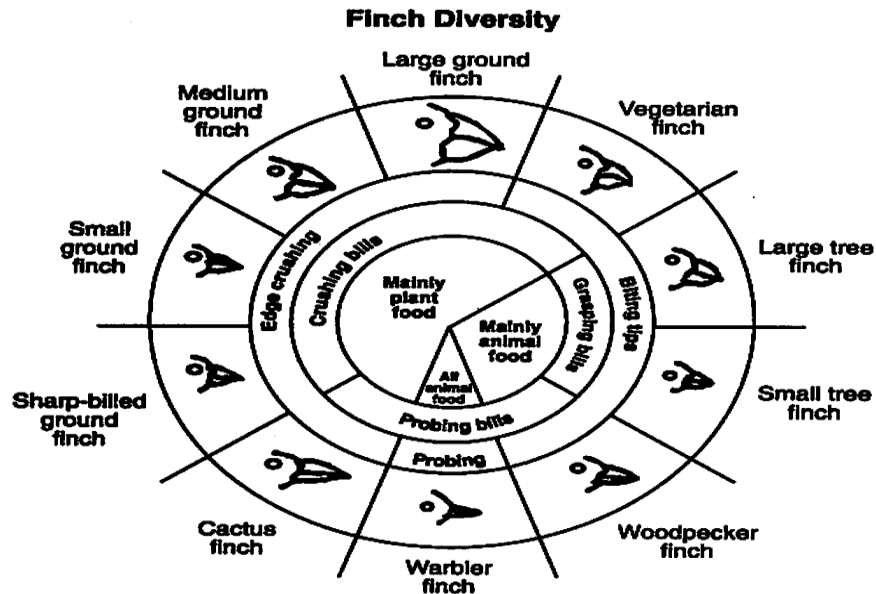 Finch Diversity
Large ground
finch
Vegetarian
finch
Large tree
finch
Small tree
finch
Woodpecker
finch
Warbler
finch
Cactus
finch
Sharp-billed
ground
finch
Small
ground
finch
Medium
ground
finch
Edge crushing
Biting tips
Probing
Crushing bills
Grasping bills
Probing bills
Mainly
plant
food
Mainly
animal
food
All
animal
food